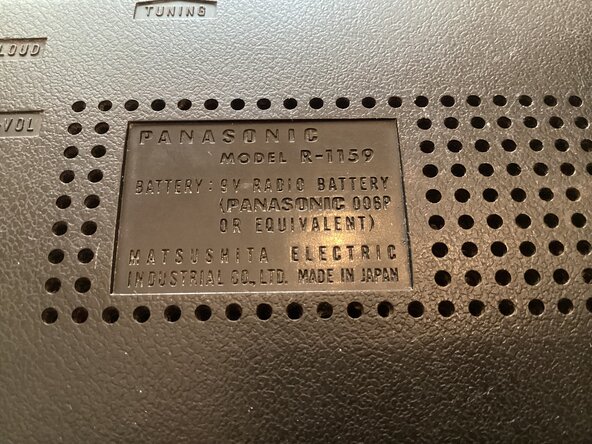 TUNING
LOUD
VOL
PANASONIC
MODEL R-1159
BATTERY: 9V RADIO BATTERY
(PANASONIC 006P
OR EQUIVALENT)
MATSUSHITA ELECTRIC
INDUSTRIAL CO., LTD. MADE IN JAPAN